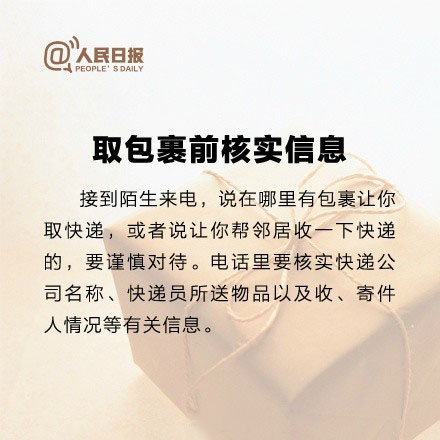 @人民日报
PEOPLE'S DAILY
取包裹前核实信息
接到陌生来电，说在哪里有包裹让你
取快递，或者说让你帮邻居收一下快递
的，要谨慎对待。电话里要核实快递公
司名称、快递员所送物品以及收、寄件
人情况等有关信息。